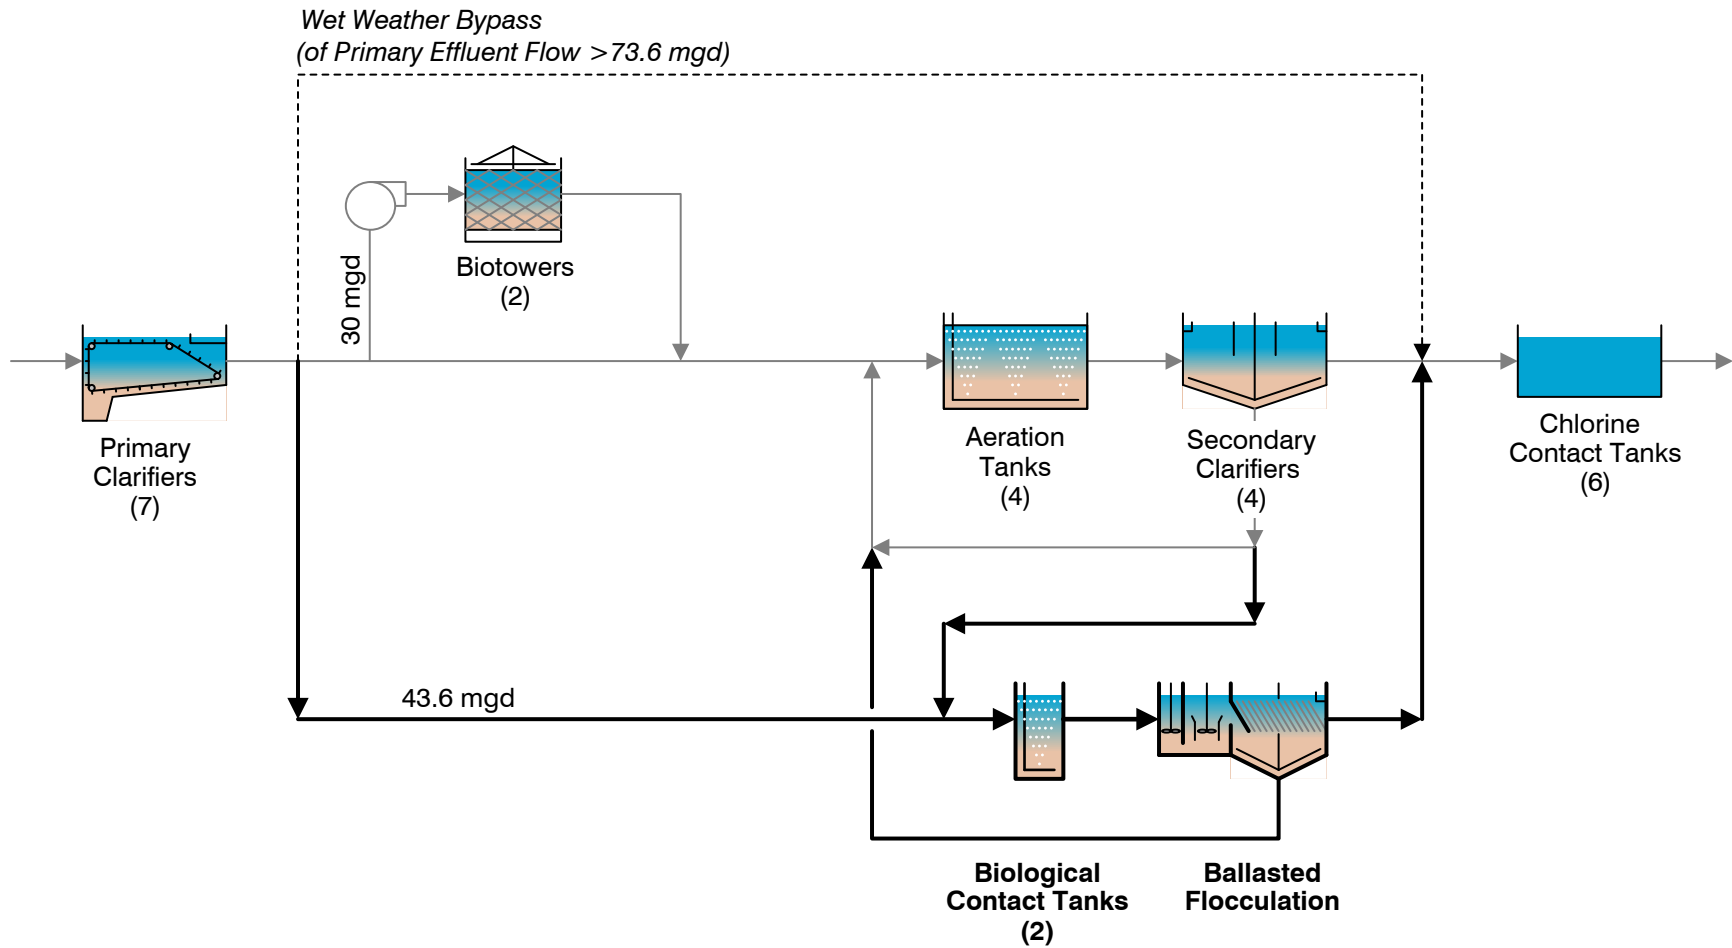 Wet Weather Bypass
(of Primary Effluent Flow >73.6 mgd)
30 mgd
Biotowers
(2)
Primary
Clarifiers
(7)
Aeration
Tanks
(4)
Secondary
Clarifiers
(4)
Chlorine
Contact Tanks
(6)
43.6 mgd
Biological
Contact Tanks
(2)
Ballasted
Flocculation